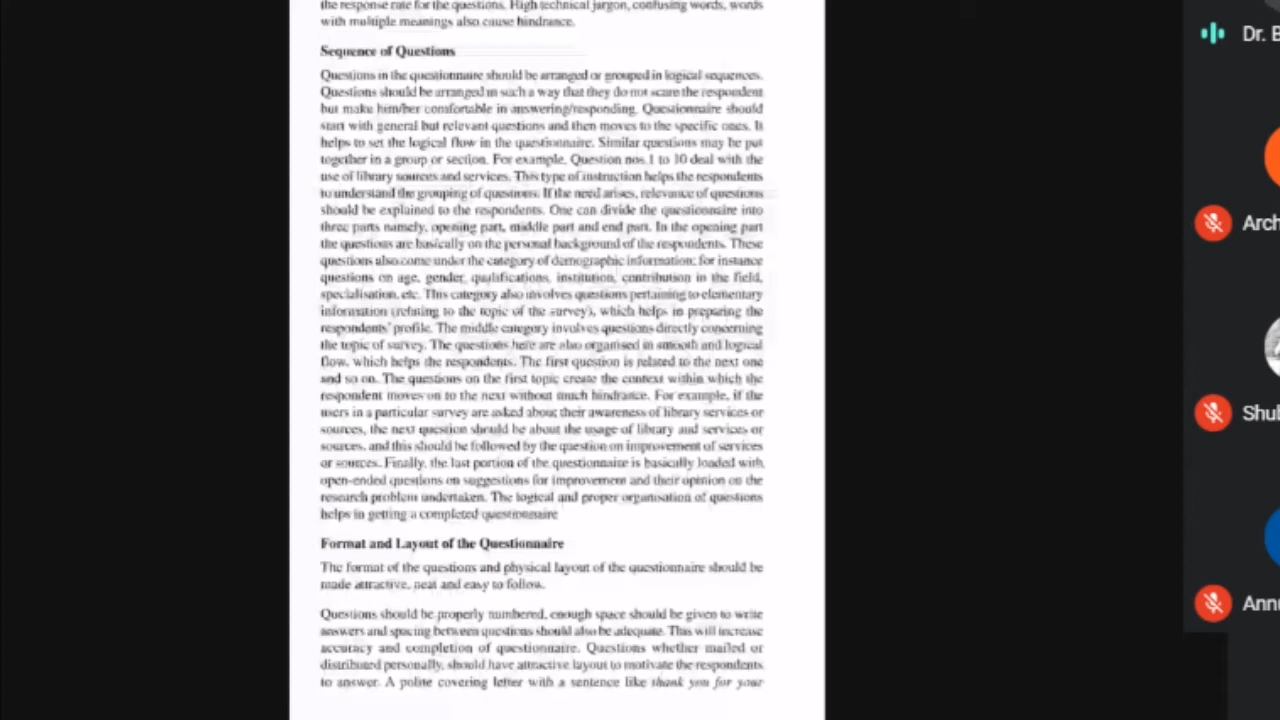 the response rate for the questions. High technical jargon, confusing words, words
with multiple meanings also cause hindrance.
Sequence of Questions
Questions in the questionnaire should be arranged or grouped in logical sequences.
Questions should be arranged in such a way that they do not scare the respondent
but make him/her comfortable in answering/responding. Questionnaire should
start with general but relevant questions and then moves to the specific ones. It
helps to set the logical flow in the questionnaire. Similar questions may be put
together in a group or section. For example, Question nos.1 to 10 deal with the
use of library sources and services. This type of instruction helps the respondents
to understand the grouping of questions. If the need arises, relevance of questions
should be explained to the respondents. One can divide the questionnaire into
three parts namely, opening part, middle part and end part. In the opening part
the questions are basically on the personal background of the respondents. These
questions also come under the category of demographic information; for instance
questions on age, gender, qualifications, institution, contribution in the field,
specialisation, etc. This category also involves questions pertaining to elementary
information (relating to the topic of the survey), which helps in preparing the
respondents' profile. The middle category involves questions directly concerning
the topic of survey. The questions here are also organised in smooth and logical
flow, which helps the respondents. The first question is related to the next one
and so on. The questions on the first topic create the context within which the
respondent moves on to the next without much hindrance. For example, if the
users in a particular survey are asked about their awareness of library services or
sources, the next question should be about the usage of library and services or
sources, and this should be followed by the question on improvement of services
or sources. Finally, the last portion of the questionnaire is basically loaded with
open-ended questions on suggestions for improvement and their opinion on the
research problem undertaken. The logical and proper organisation of questions
helps in getting a completed questionnaire
Format and Layout of the Questionnaire
The format of the questions and physical layout of the questionnaire should be
made attractive, neat and easy to follow.
Questions should be properly numbered, enough space should be given to write
answers and spacing between questions should also be adequate. This will increase
accuracy and completion of questionnaire. Questions whether mailed or
distributed personally, should have attractive layout to motivate the respondents
to answer. A polite covering letter with a sentence like thank you for your
Dr. B
Arch
Shub
Annu